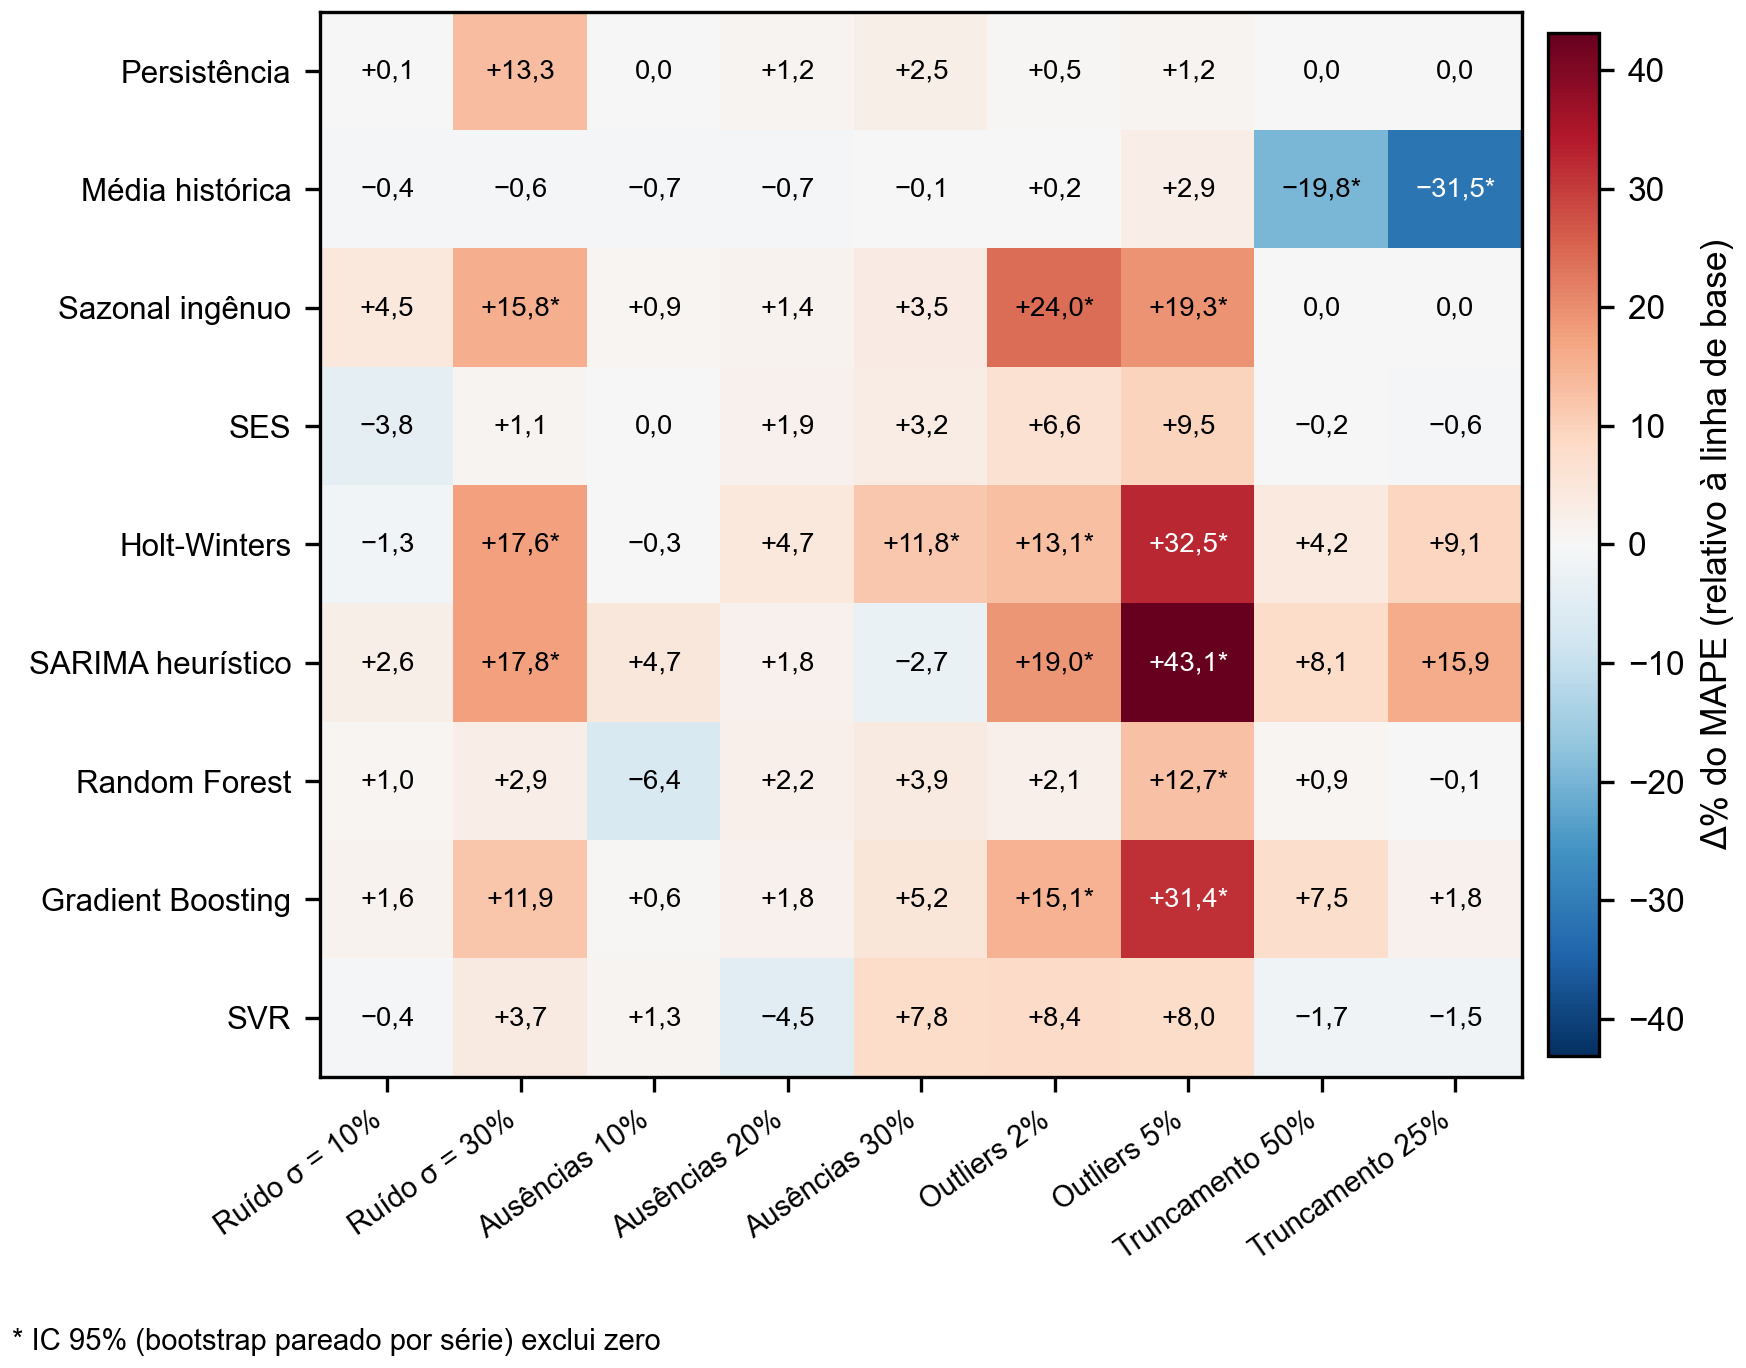 Persistência +0,1 +13,3 0,0 +1,2 +2,5 +0,5 +1,2 0,0 0,0
Média histórica −0,4 −0,6 −0,7 −0,7 −0,1 +0,2 +2,9 −19,8* −31,5*
Sazonal ingênuo +4,5 +15,8* +0,9 +1,4 +3,5 +24,0* +19,3* 0,0 0,0
SES −3,8 +1,1 0,0 +1,9 +3,2 +6,6 +9,5 −0,2 −0,6
Holt-Winters −1,3 +17,6* −0,3 +4,7 +11,8* +13,1* +32,5* +4,2 +9,1
SARIMA heurístico +2,6 +17,8* +4,7 +1,8 −2,7 +19,0* +43,1* +8,1 +15,9
Random Forest +1,0 +2,9 −6,4 +2,2 +3,9 +2,1 +12,7* +0,9 −0,1
Gradient Boosting +1,6 +11,9 +0,6 +1,8 +5,2 +15,1* +31,4* +7,5 +1,8
SVR −0,4 +3,7 +1,3 −4,5 +7,8 +8,4 +8,0 −1,7 −1,5
Ruído σ = 10%
Ruído σ = 30%
Ausências 10%
Ausências 20%
Ausências 30%
Outliers 2%
Outliers 5%
Truncamento 50%
Truncamento 25%
40
30
20
10
0
−10
−20
−30
−40
Δ% do MAPE (relativo à linha de base)
* IC 95% (bootstrap pareado por série) exclui zero